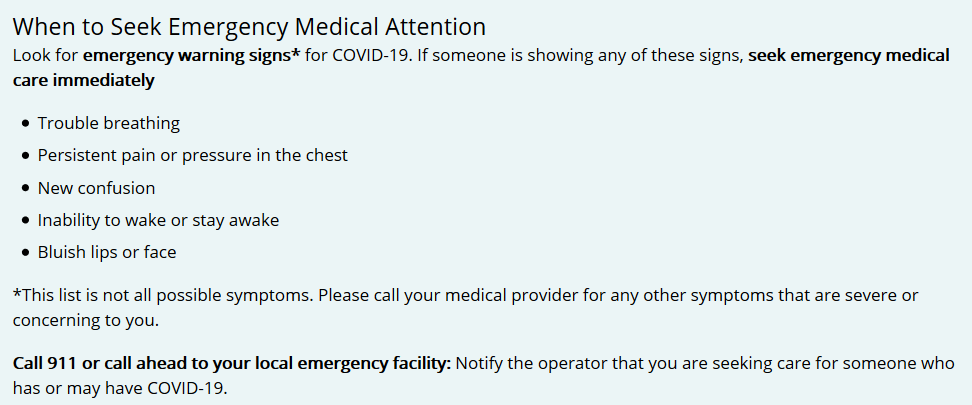 When to Seek Emergency Medical Attention
Look for emergency warning signs* for COVID-19. If someone is showing any of these signs, seek emergency medical
care immediately
• Trouble breathing
• Persistent pain or pressure in the chest
• New confusion
• Inability to wake or stay awake
• Bluish lips or face
*This list is not all possible symptoms. Please call your medical provider for any other symptoms that are severe or
concerning to you.
Call 911 or call ahead to your local emergency facility: Notify the operator that you are seeking care for someone who
has or may have COVID-19.